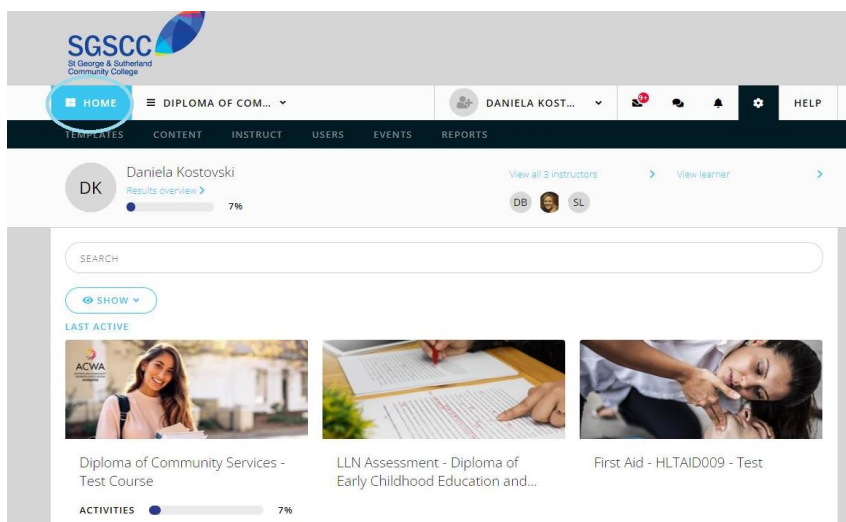 SGSCC
St George & Sutherland
Community College
HOME
DIPLOMA OF COM...
DANIELA KOST...
9+
HELP
TEMPLATES CONTENT INSTRUCT USERS EVENTS REPORTS
DK
Daniela Kostovski
Results overview
7%
View all 3 instructors
DB
SL
View learner
SEARCH
SHOW
LAST ACTIVE
ACWA
Diploma of Community Services -
Test Course
ACTIVITIES 7%
LLN Assessment - Diploma of
Early Childhood Education and...
First Aid - HLTAID009 - Test